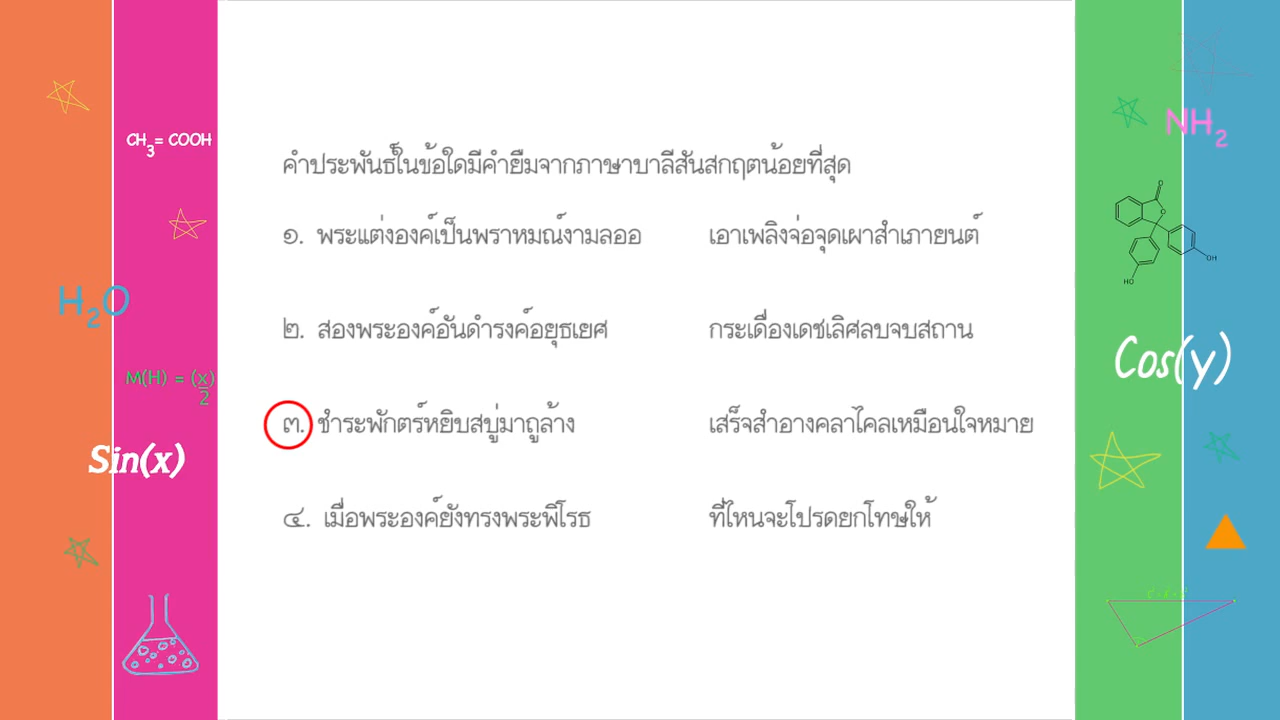 CH3= COOH
H2O
M(H) = (x)
2
Sin(x)
คำประพันธ์ในข้อใดมีคำยืมจากภาษาบาลีสันสกฤตน้อยที่สุด
๑. พระแต่งองค์เป็นพราหมณ์งามลออ เอาเพลิงจ่อจุดเผาสำเภายนต์
๒. สองพระองค์อันดำรงค์อยุธเยศ กระเดื่องเดชเลิศลบจบสถาน
๓. ชำระพักตร์หยิบสบู่มาถูล้าง เสร็จสำอางคลาไคลเหมือนใจหมาย
๔. เมื่อพระองค์ยังทรงพระพิโรธ ที่ไหนจะโปรดยกโทษให้
NH2
O
O
OH
HO
Cos(y)